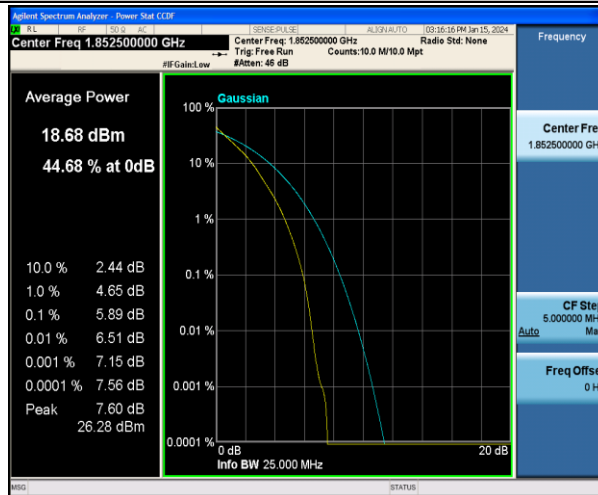 Agilent Spectrum Analyzer - Power Stat CCDF
RL RF 50 Ω AC SENSE:PULSE ALIGN AUTO 03:16:16 PM Jan 15, 2024
Center Freq 1.852500000 GHz
Center Freq: 1.852500000 GHz Radio Std: None
Trig: Free Run Counts:10.0 M/10.0 Mpt
#IFGain:Low #Atten: 46 dB
Frequency
Average Power
18.68 dBm
44.68 % at 0dB
10.0 % 2.44 dB
1.0 % 4.65 dB
0.1 % 5.89 dB
0.01 % 6.51 dB
0.001 % 7.15 dB
0.0001 % 7.56 dB
Peak 7.60 dB
26.28 dBm
Gaussian
100 %
10 %
1 %
0.1 %
0.01 %
0.001 %
0.0001 %
0 dB 20 dB
Info BW 25.000 MHz
Center Fre
1.852500000 GH
CF Ste
5.000000 MH
Auto Ma
Freq Offse
0 H
MSG STATUS